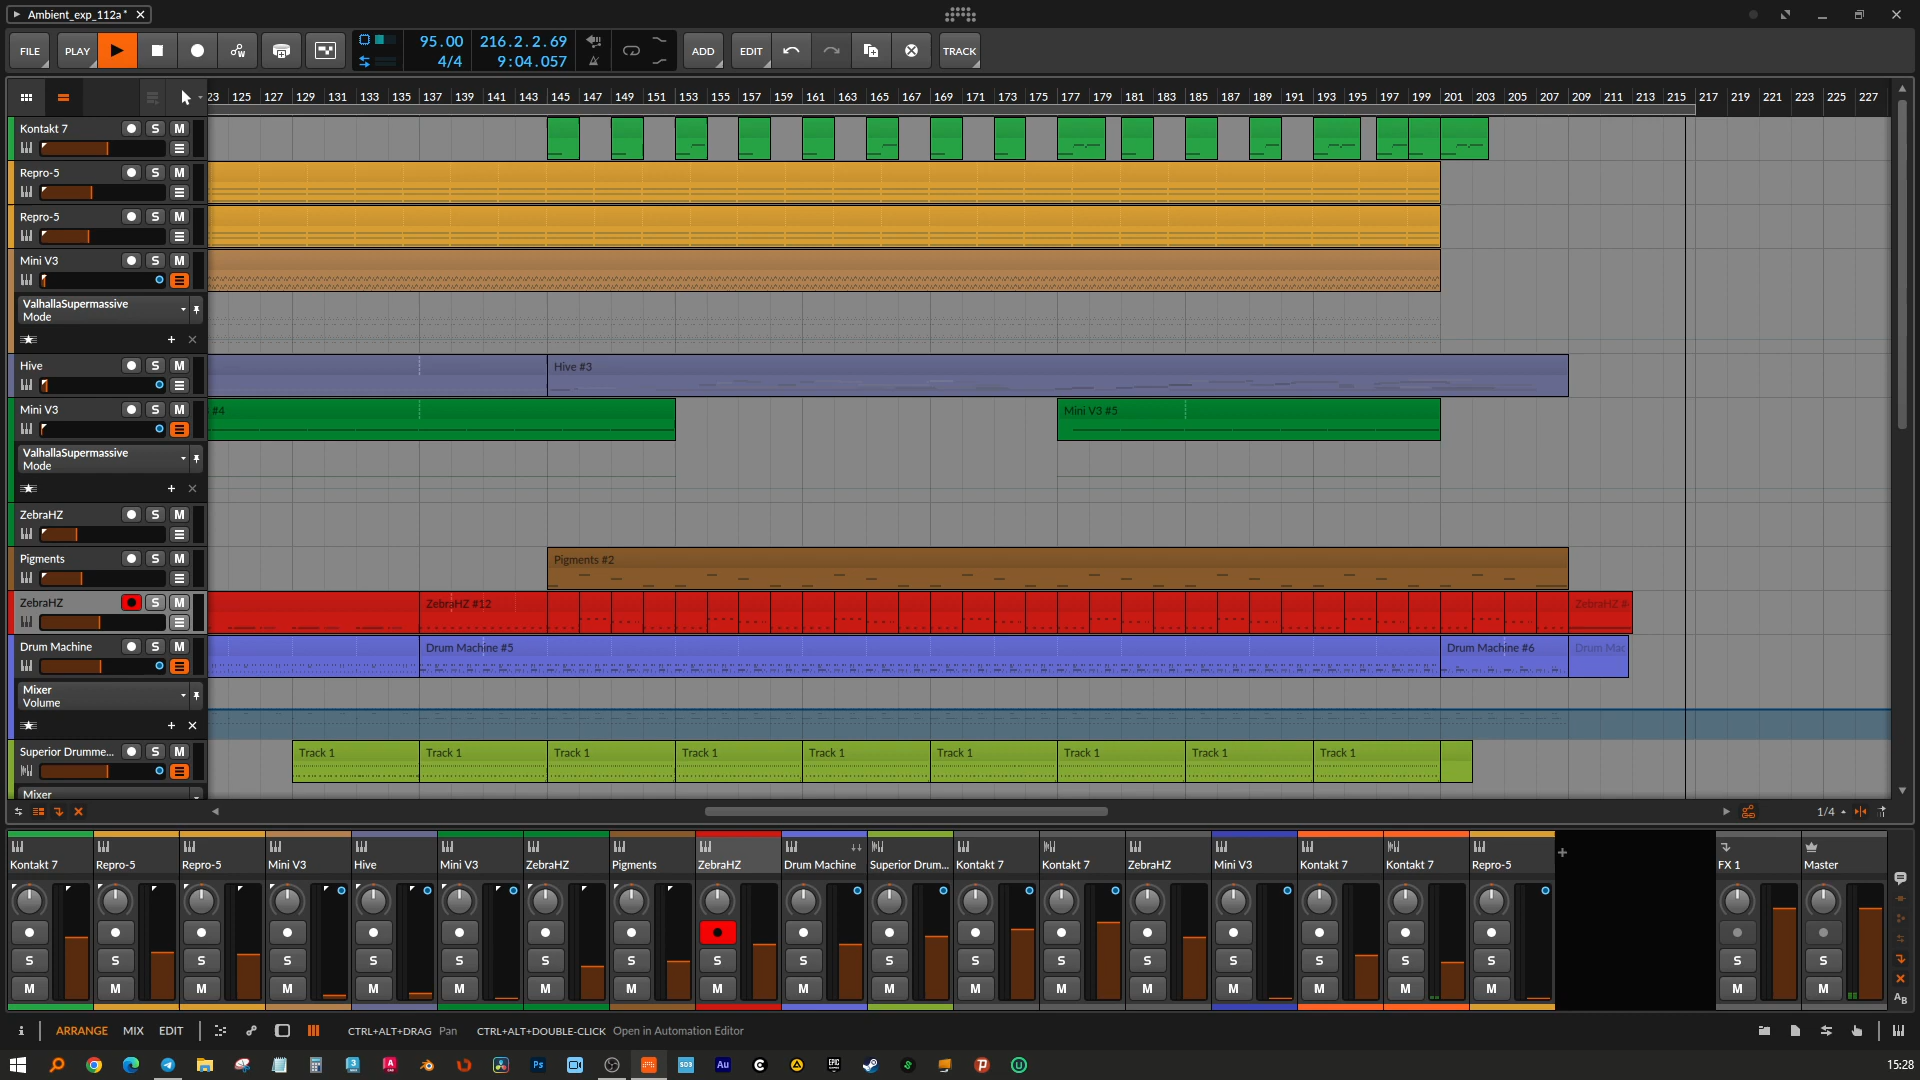 Ambient_exp_112a*
FILE
PLAY
95.00
4/4
216.2.2.69
9:04.057
ADD
EDIT
TRACK
23 125 127 129 131 133 135 137 139 141 143 145 147 149 151 153 155 157 159 161 163 165 167 169 171 173 175 177 179 181 183 185 187 189 191 193 195 197 199 201 203 205 207 209 211 213 215 217 219 221 223 225 227
Kontakt 7 S M
Repro-5 S M
Repro-5 S M
Mini V3 S M
ValhallaSupermassive
Mode
Hive S M
Hive #3
Mini V3 S M
#4
Mini V3 #5
ValhallaSupermassive
Mode
ZebraHZ S M
Pigments S M
Pigments #2
ZebraHZ S M
ZebraHZ #12
ZebraHZ #
Drum Machine S M
Drum Machine #5
Drum Machine #6
Drum Mac
Mixer
Volume
Superior Drumme... S M
Track 1 Track 1 Track 1 Track 1 Track 1 Track 1 Track 1 Track 1 Track 1
Mixer
1/4
Kontakt 7 Repro-5 Repro-5 Mini V3 Hive Mini V3 ZebraHZ Pigments ZebraHZ Drum Machine Superior Drum... Kontakt 7 Kontakt 7 ZebraHZ Mini V3 Kontakt 7 Kontakt 7 Repro-5 FX 1 Master
S S S S S S S S S S S S S S S S S S S S
M M M M M M M M M M M M M M M M M M M M
AB
i ARRANGE MIX EDIT CTRL+ALT+DRAG Pan CTRL+ALT+DOUBLE-CLICK Open in Automation Editor
Ps
SD3
Au
EPIC
15:28